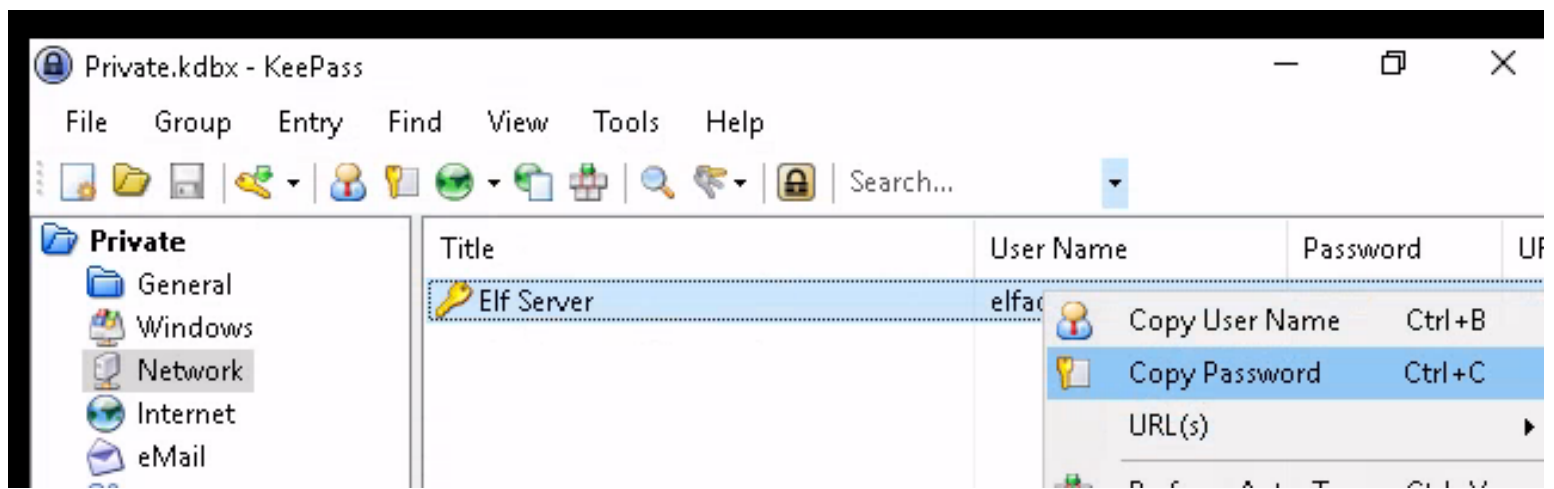 Private.kdbx - KeePass
File Group Entry Find View Tools Help
Search...
Private
General
Windows
Network
Internet
eMail
Title User Name Password
Elf Server
Copy User Name Ctrl+B
Copy Password Ctrl+C
URL(s)